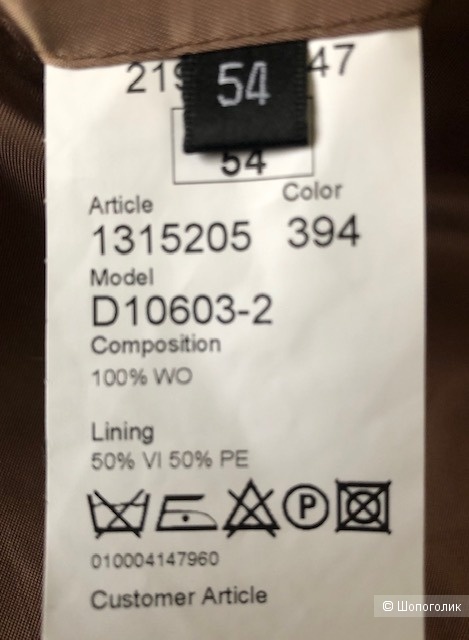 54
47
54
Article Color
1315205 394
Model
D10603-2
Composition
100% WO
Lining
50% VI 50% PE
P
010004147960
Customer Article
© Шопоголик